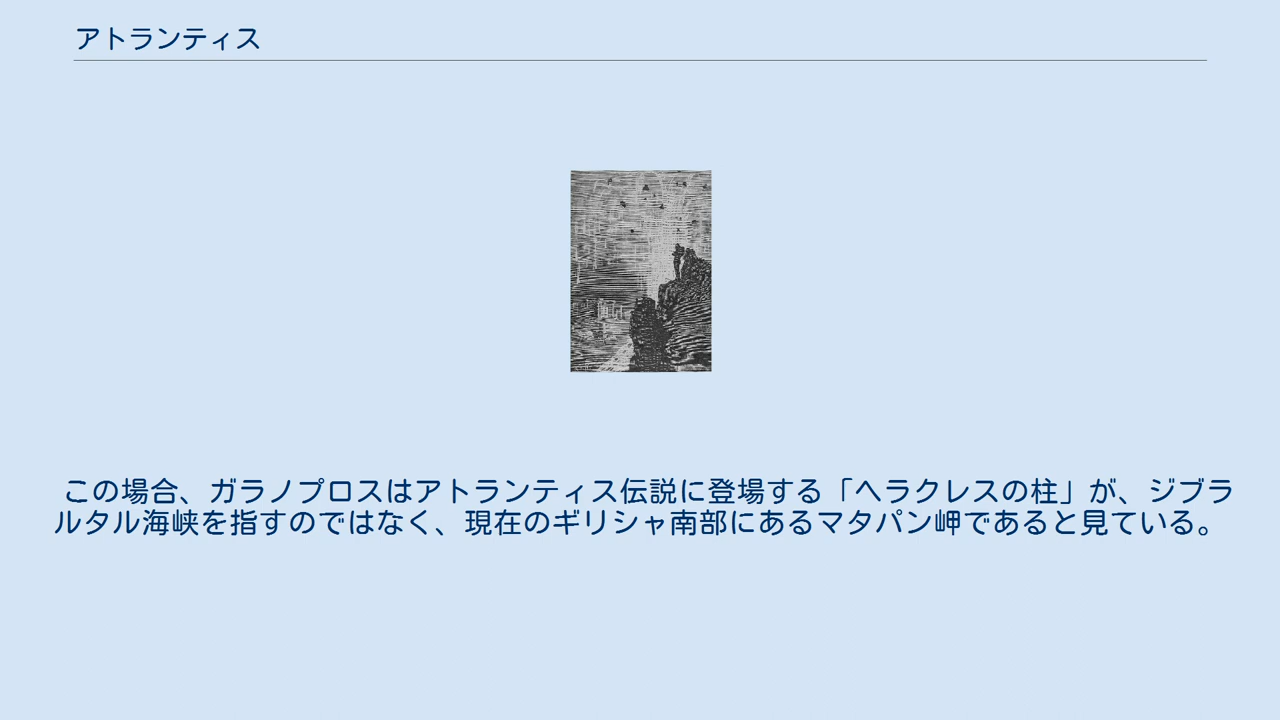 アトランティス
この場合、ガラノプロスはアトランティス伝説に登場する「ヘラクレスの柱」が、ジブラ
ルタル海峡を指すのではなく、現在のギリシャ南部にあるマタパン岬であると見ている。